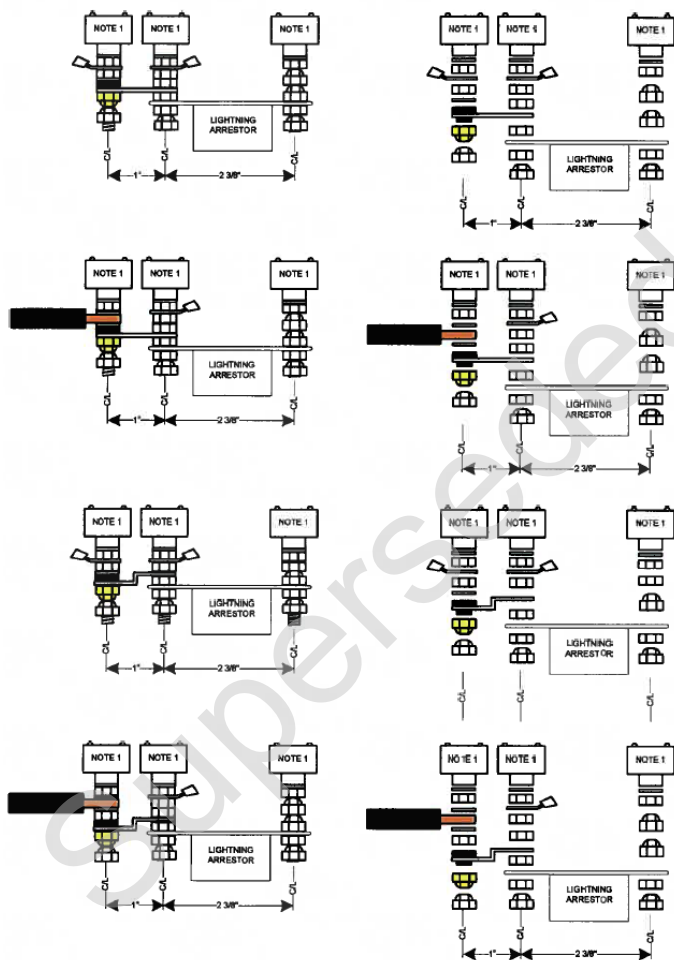 NOTE 1 NOTE 1 NOTE 1
LIGHTNING
ARRESTOR
C/L C/L C/L
1" 2 3/8"
NOTE 1 NOTE 1 NOTE 1
LIGHTNING
ARRESTOR
C/L C/L C/L
1" 2 3/8"
NOTE 1 NOTE 1 NOTE 1
LIGHTNING
ARRESTOR
C/L C/L C/L
1" 2 3/8"
NOTE 1 NOTE 1 NOTE 1
LIGHTNING
ARRESTOR
C/L C/L C/L
1" 2 3/8"
NOTE 1 NOTE 1 NOTE 1
LIGHTNING
ARRESTOR
C/L C/L C/L
1" 2 3/8"
NOTE 1 NOTE 1 NOTE 1
LIGHTNING
ARRESTOR
C/L C/L C/L
NOTE 1 NOTE 1 NOTE 1
LIGHTNING
ARRESTOR
C/L C/L C/L
1" 2 3/8"
NOTE 1 NOTE 1 NOTE 1
LIGHTNING
ARRESTOR
C/L C/L C/L
1" 2 3/8"
Superseded